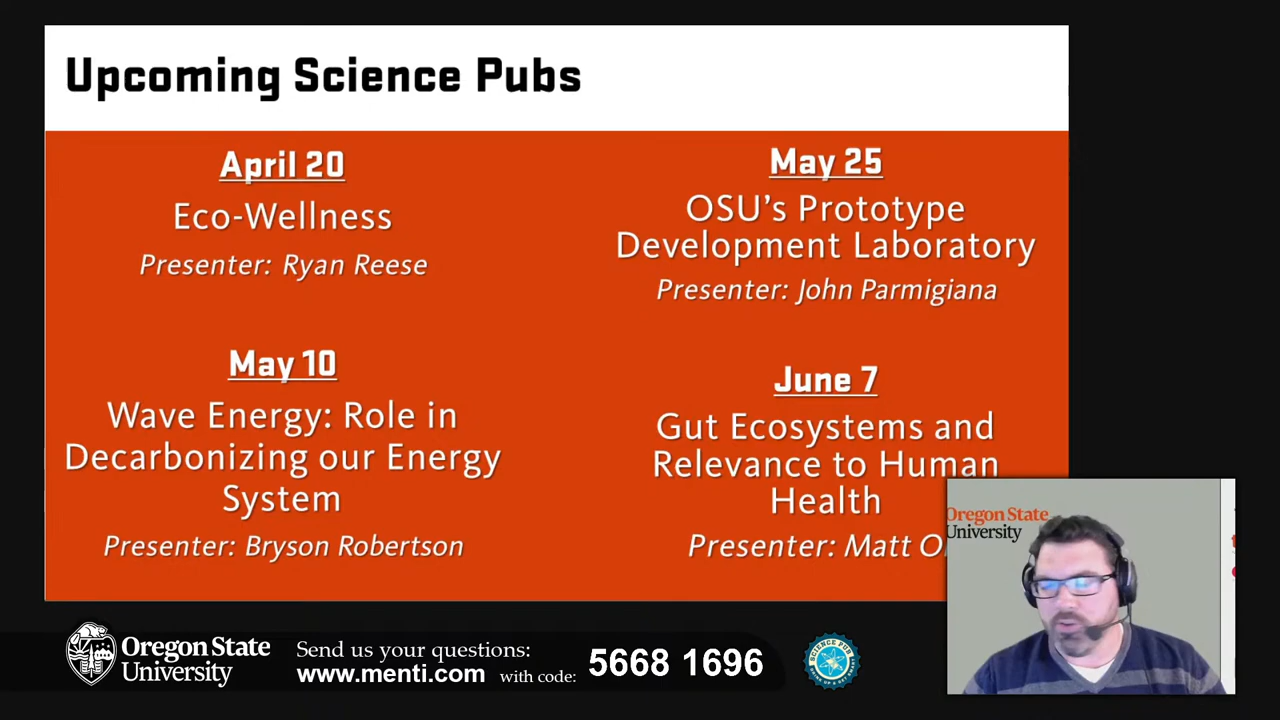 Upcoming Science Pubs
April 20
Eco-Wellness
Presenter: Ryan Reese
May 10
Wave Energy: Role in
Decarbonizing our Energy
System
Presenter: Bryson Robertson
May 25
OSU's Prototype
Development Laboratory
Presenter: John Parmigiana
June 7
Gut Ecosystems and
Relevance to Human
Health
Presenter: Matt
Oregon State
University
Oregon State
University
Send us your questions:
www.menti.com with code:
5668 1696
SCIENCE PUB